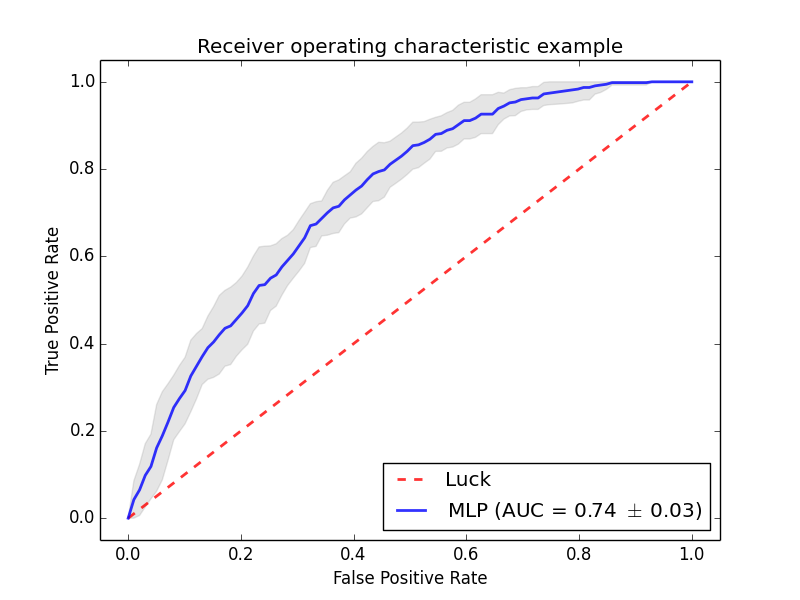 Receiver operating characteristic example
True Positive Rate
1.0
0.8
0.6
0.4
0.2
0.0
0.0 0.2 0.4 0.6 0.8 1.0
False Positive Rate
Luck
MLP (AUC = 0.74 ± 0.03)